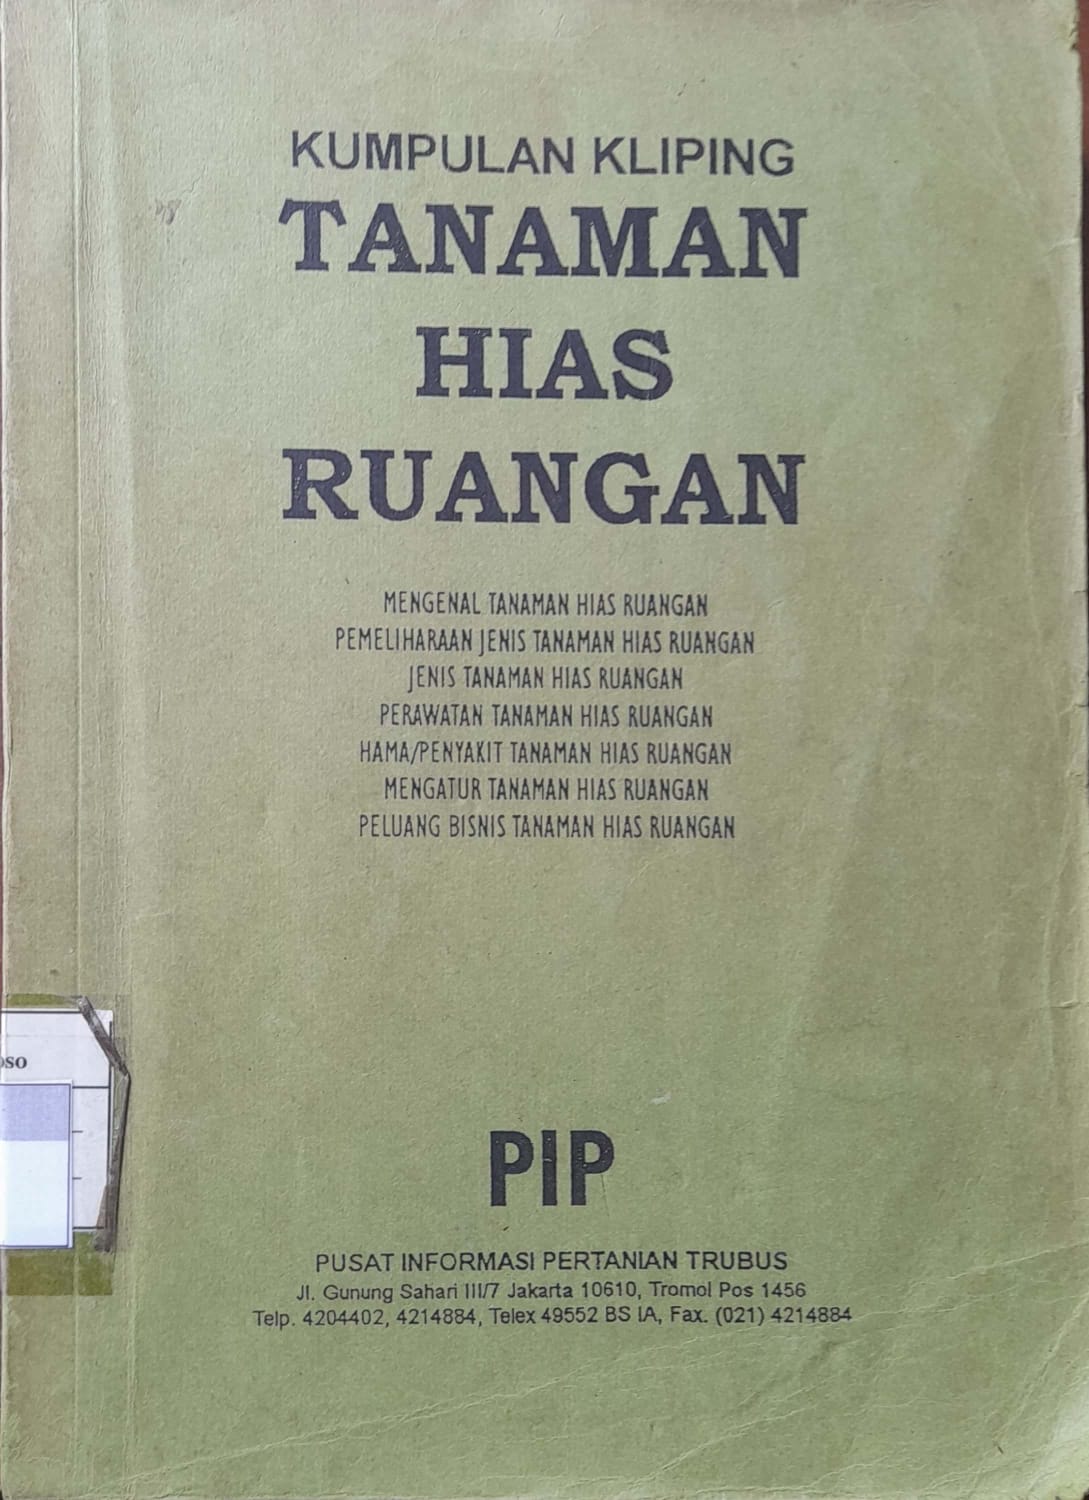 KUMPULAN KLIPING
TANAMAN
HIAS
RUANGAN
MENGENAL TANAMAN HIAS RUANGAN
PEMELIHARAAN JENIS TANAMAN HIAS RUANGAN
JENIS TANAMAN HIAS RUANGAN
PERAWATAN TANAMAN HIAS RUANGAN
HAMA/PENYAKIT TANAMAN HIAS RUANGAN
MENGATUR TANAMAN HIAS RUANGAN
PELUANG BISNIS TANAMAN HIAS RUANGAN
PIP
PUSAT INFORMASI PERTANIAN TRUBUS
Jl. Gunung Sahari III/7 Jakarta 10610, Tromol Pos 1456
Telp. 4204402, 4214884, Telex 49552 BS IA, Fax. (021) 4214884